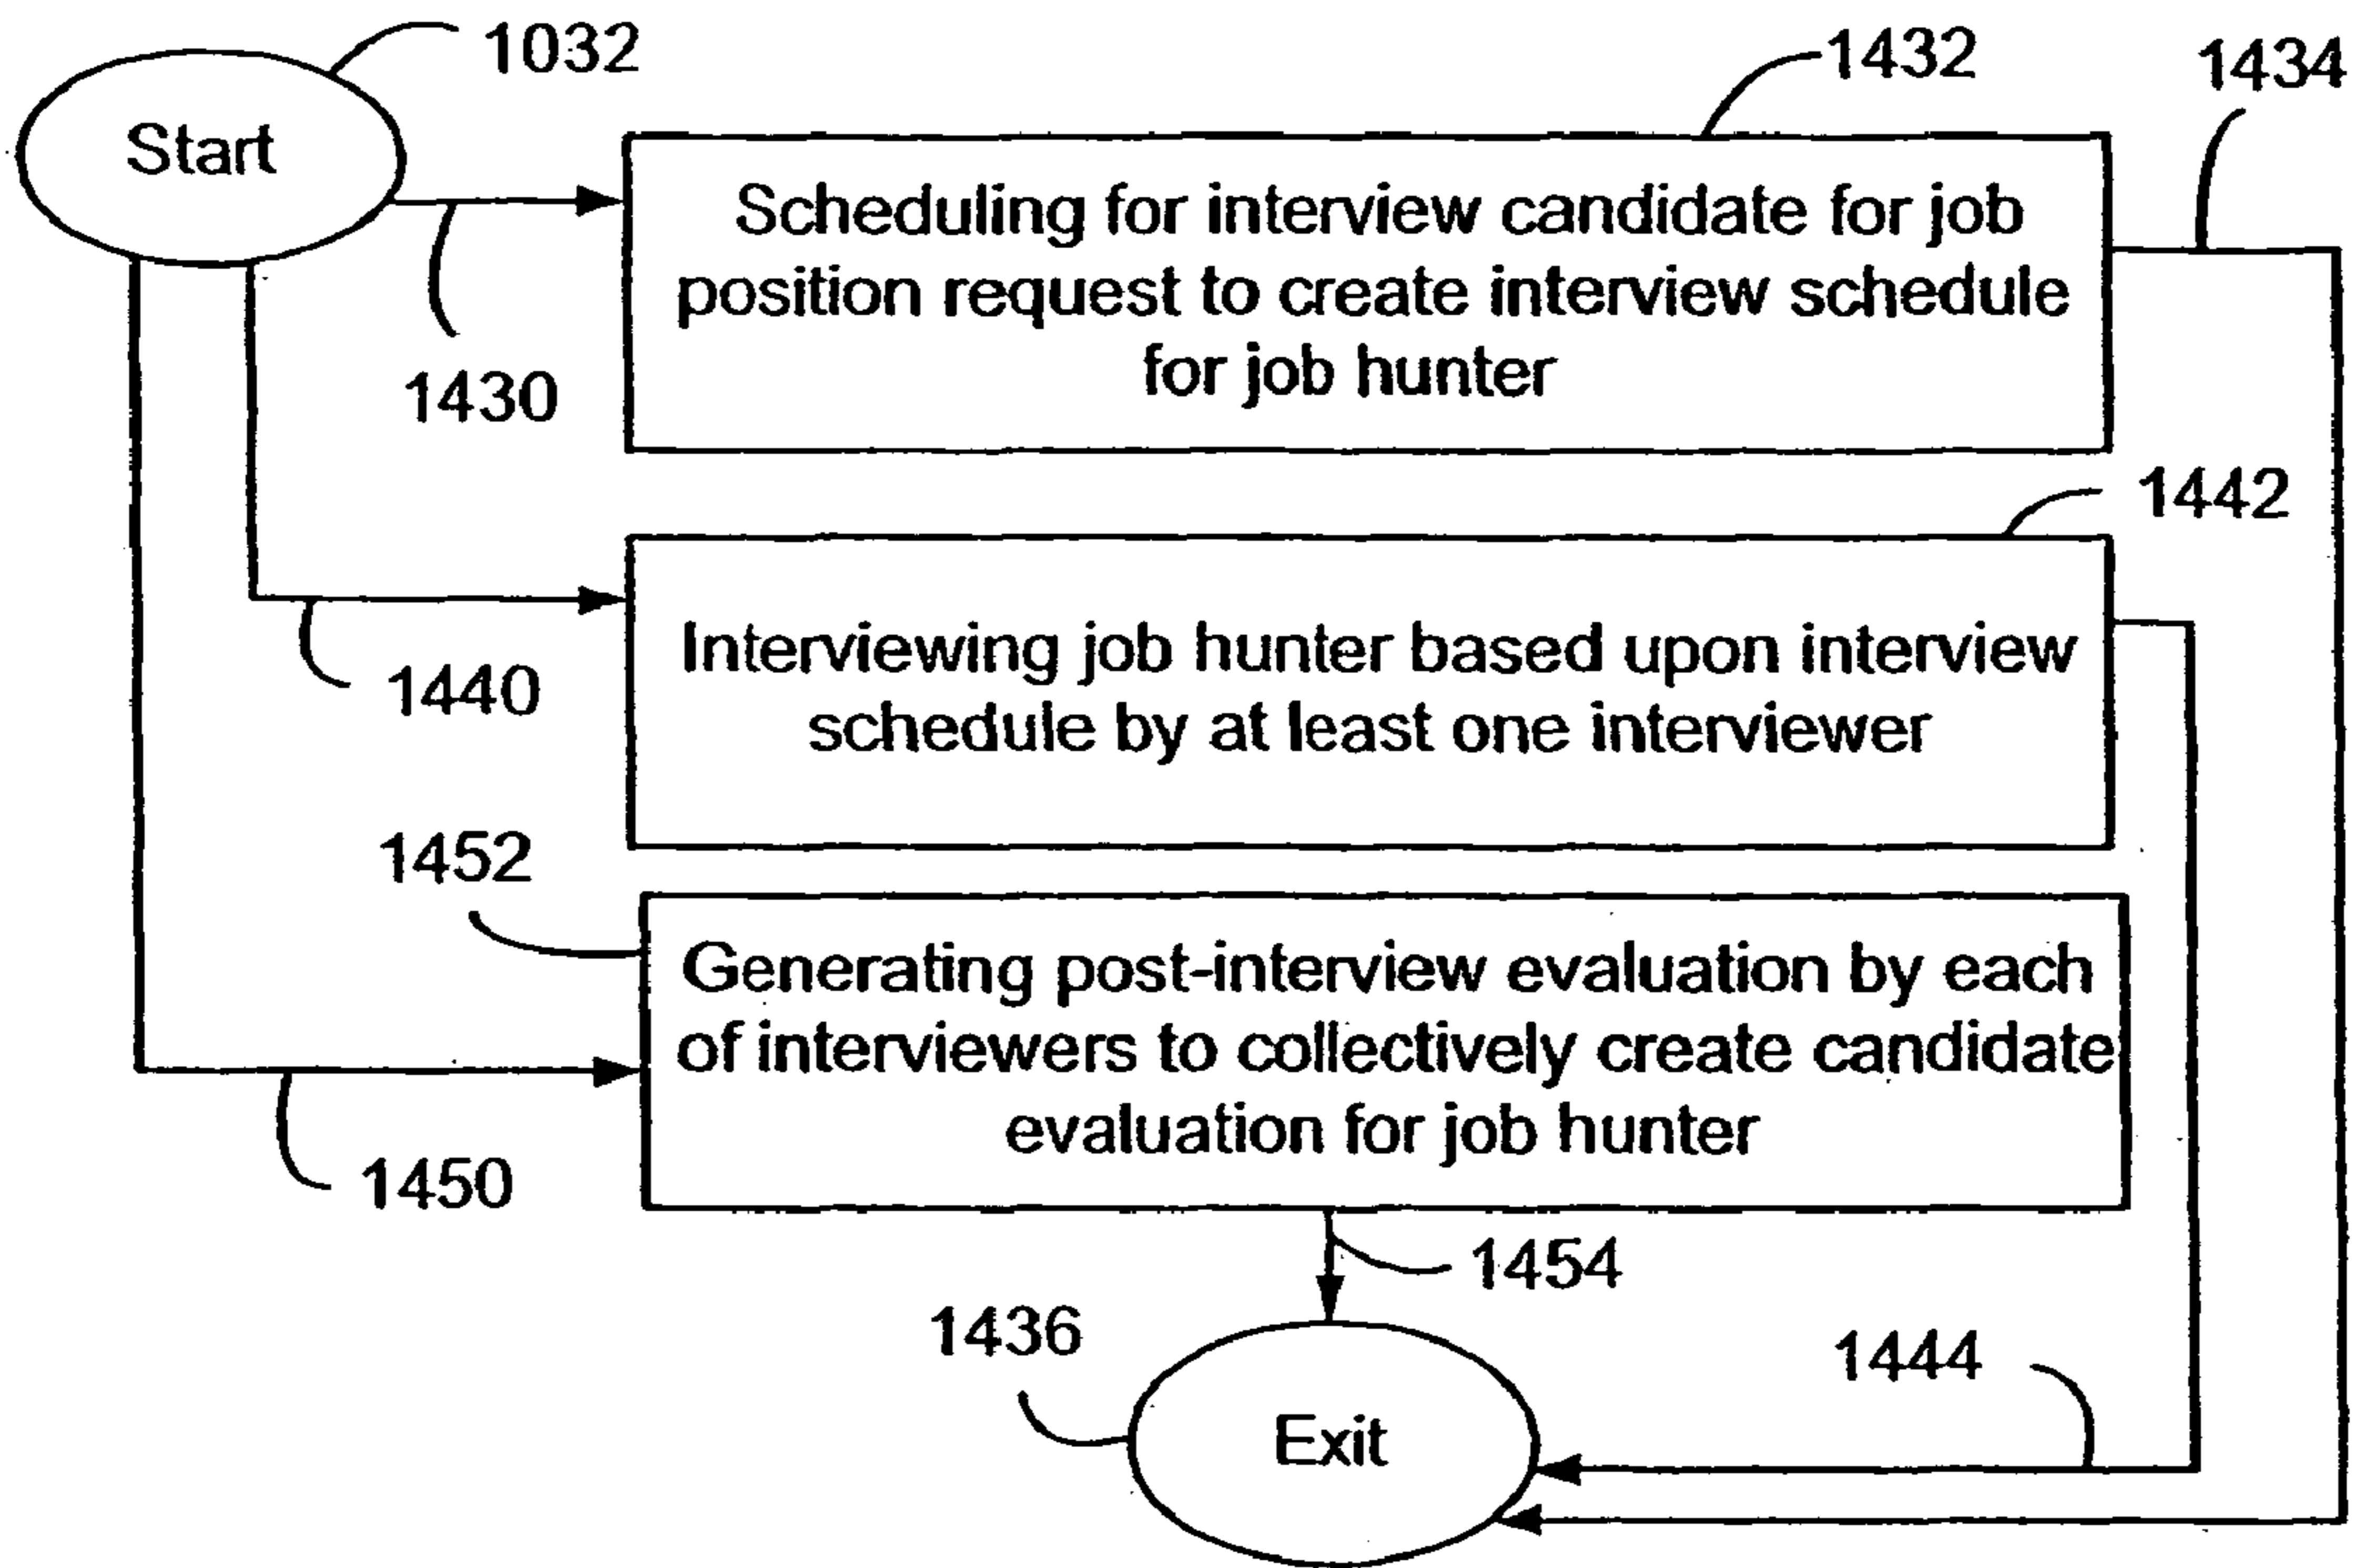 1032
1432
1434
Start
Scheduling for interview candidate for job
position request to create interview schedule
for job hunter
1430
1442
Interviewing job hunter based upon interview
schedule by at least one interviewer
1440
1452
Generating post-interview evaluation by each
of interviewers to collectively create candidate
evaluation for job hunter
1450
1454
1436
1444
Exit